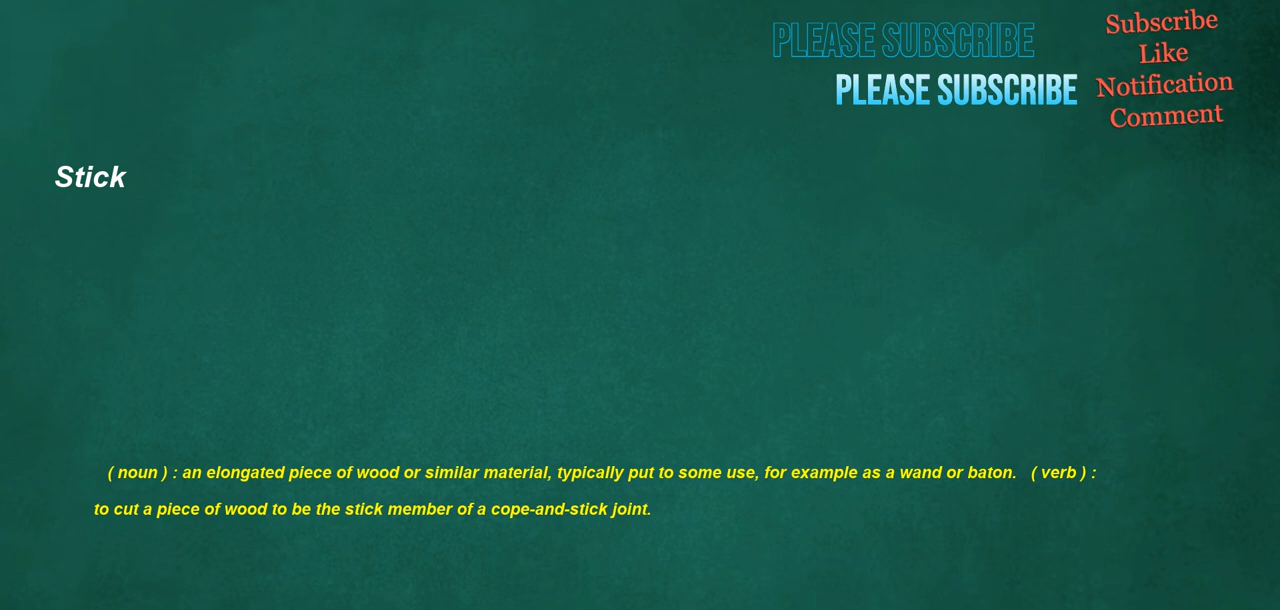 PLEASE SUBSCRIBE
PLEASE SUBSCRIBE
Subscribe
Like
Notification
Comment
Stick
( noun ) : an elongated piece of wood or similar material, typically put to some use, for example as a wand or baton. ( verb ) :
to cut a piece of wood to be the stick member of a cope-and-stick joint.